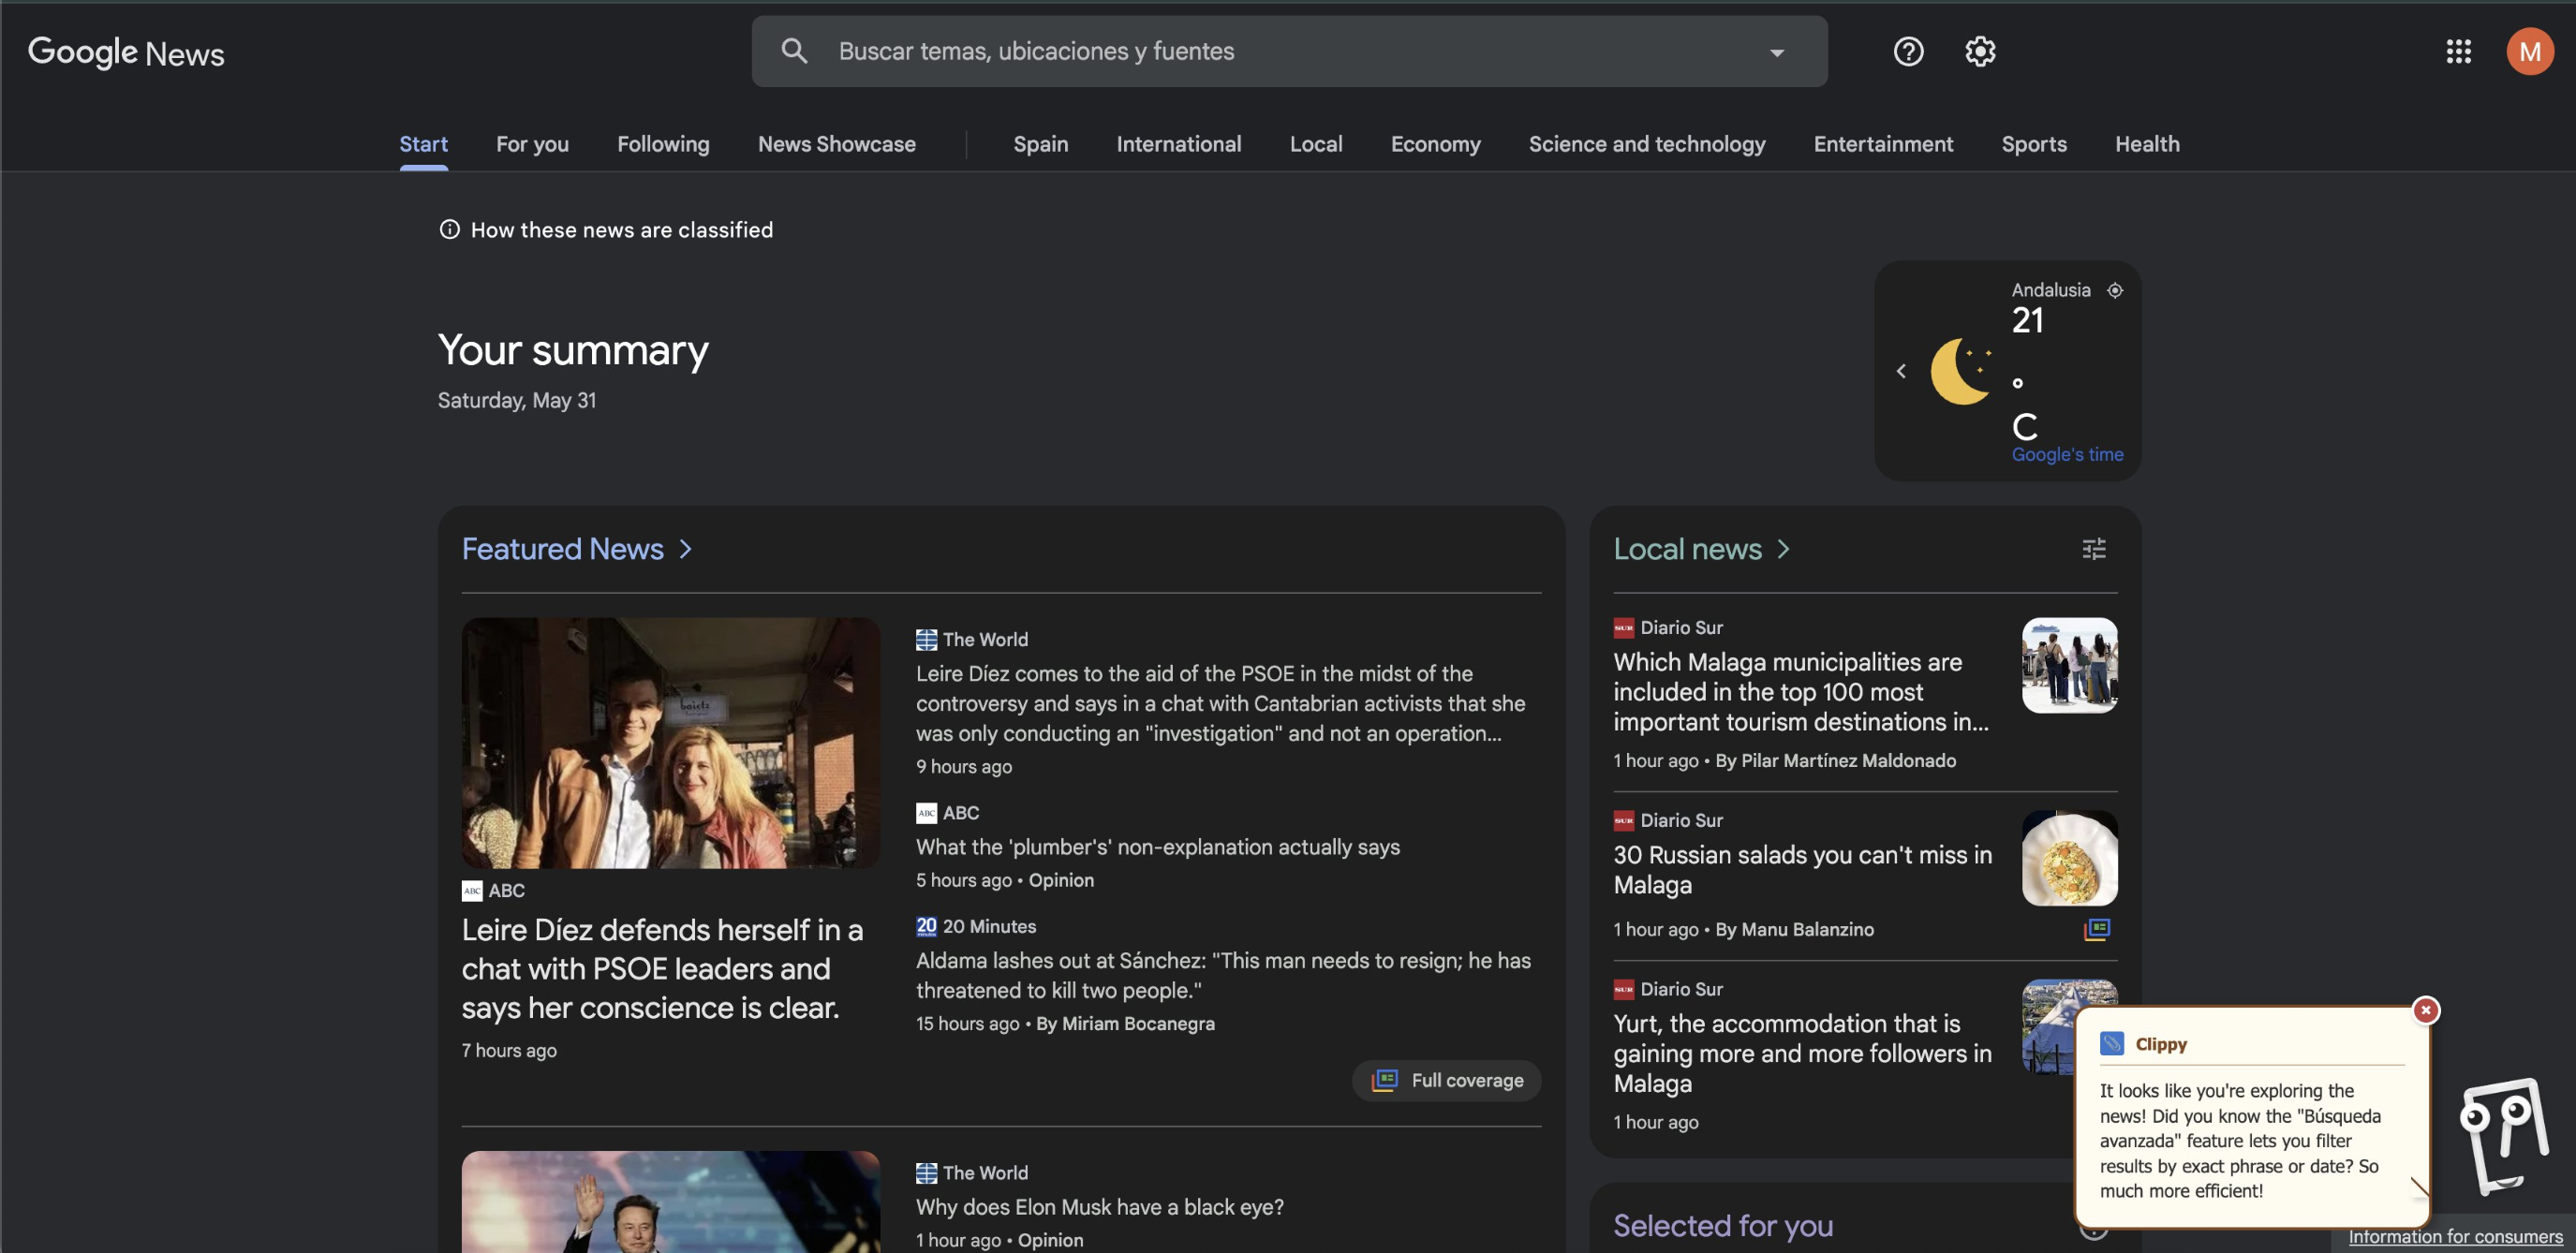 Google News
Buscar temas, ubicaciones y fuentes
M
Start
For you
Following
News Showcase
Spain
International
Local
Economy
Science and technology
Entertainment
Sports
Health
How these news are classified
Your summary
Saturday, May 31
Andalusia
21
°
C
Google's time
Featured News
baietz
ABC
ABC
Leire Díez defends herself in a
chat with PSOE leaders and
says her conscience is clear.
7 hours ago
The World
Leire Díez comes to the aid of the PSOE in the midst of the
controversy and says in a chat with Cantabrian activists that she
was only conducting an "investigation" and not an operation...
9 hours ago
ABC
ABC
What the 'plumber's' non-explanation actually says
5 hours ago • Opinion
20
20 Minutes
Aldama lashes out at Sánchez: "This man needs to resign; he has
threatened to kill two people."
15 hours ago • By Miriam Bocanegra
Full coverage
The World
Why does Elon Musk have a black eye?
1 hour ago • Opinion
Local news
SUR
Diario Sur
Which Malaga municipalities are
included in the top 100 most
important tourism destinations in...
1 hour ago • By Pilar Martínez Maldonado
SUR
Diario Sur
30 Russian salads you can't miss in
Malaga
1 hour ago • By Manu Balanzino
SUR
Diario Sur
Yurt, the accommodation that is
gaining more and more followers in
Malaga
1 hour ago
Selected for you
Clippy
It looks like you're exploring the
news! Did you know the "Búsqueda
avanzada" feature lets you filter
results by exact phrase or date? So
much more efficient!
Information for consumers